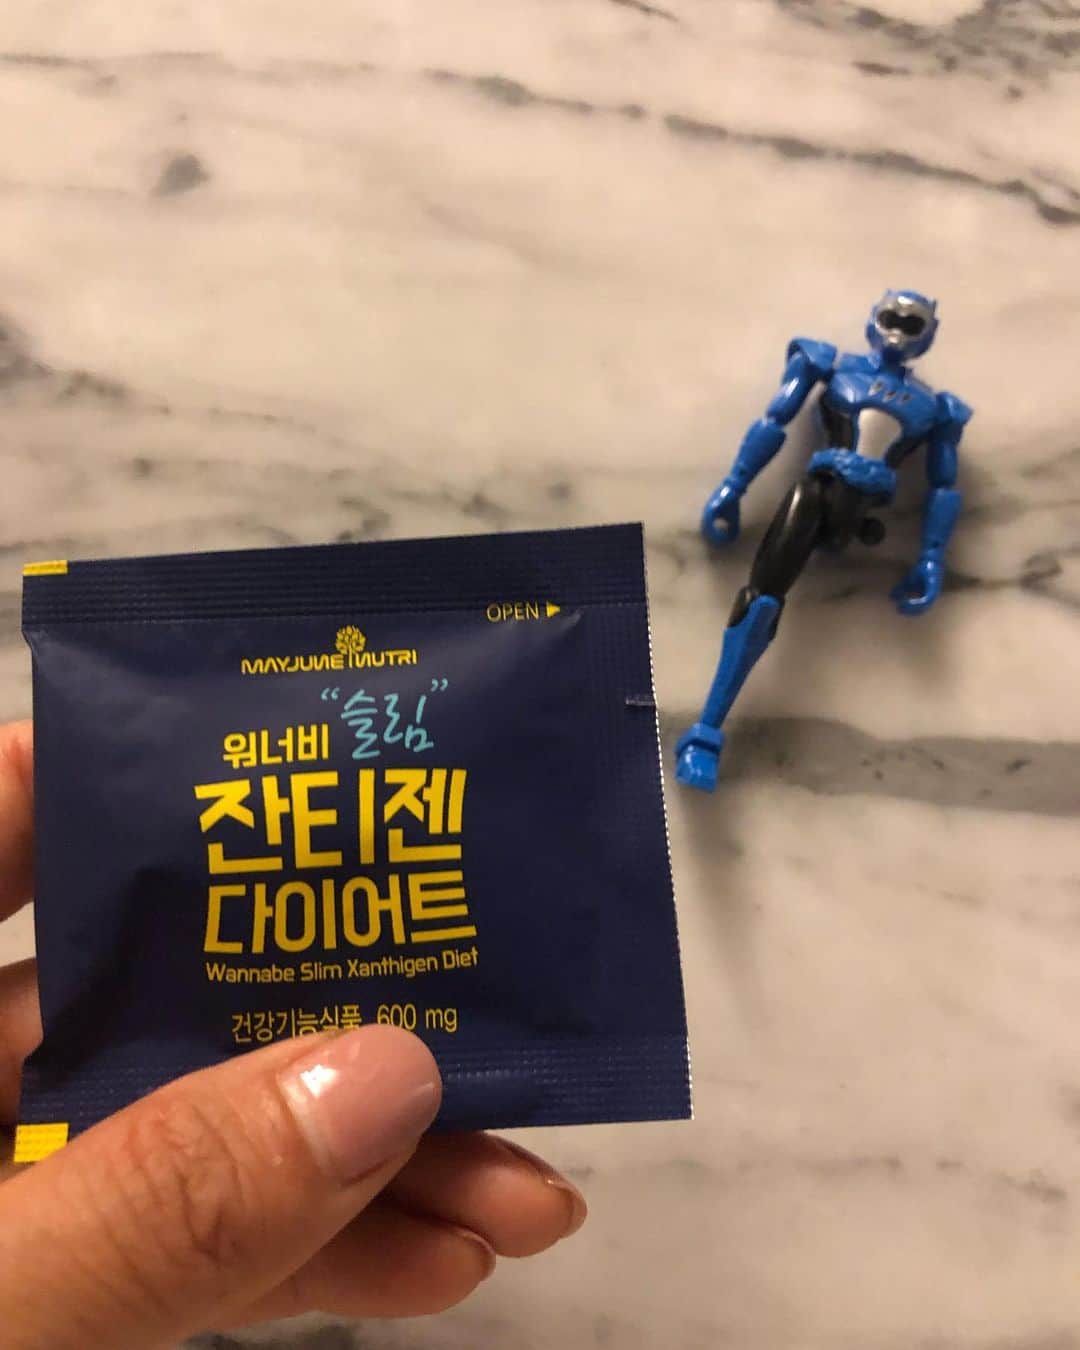 OPEN ▶
MAYJUNE NUTRI
워너비 “슬림”
잔티젠
다이어트
Wannabe Slim Xanthigen Diet
건강기능식품 600 mg